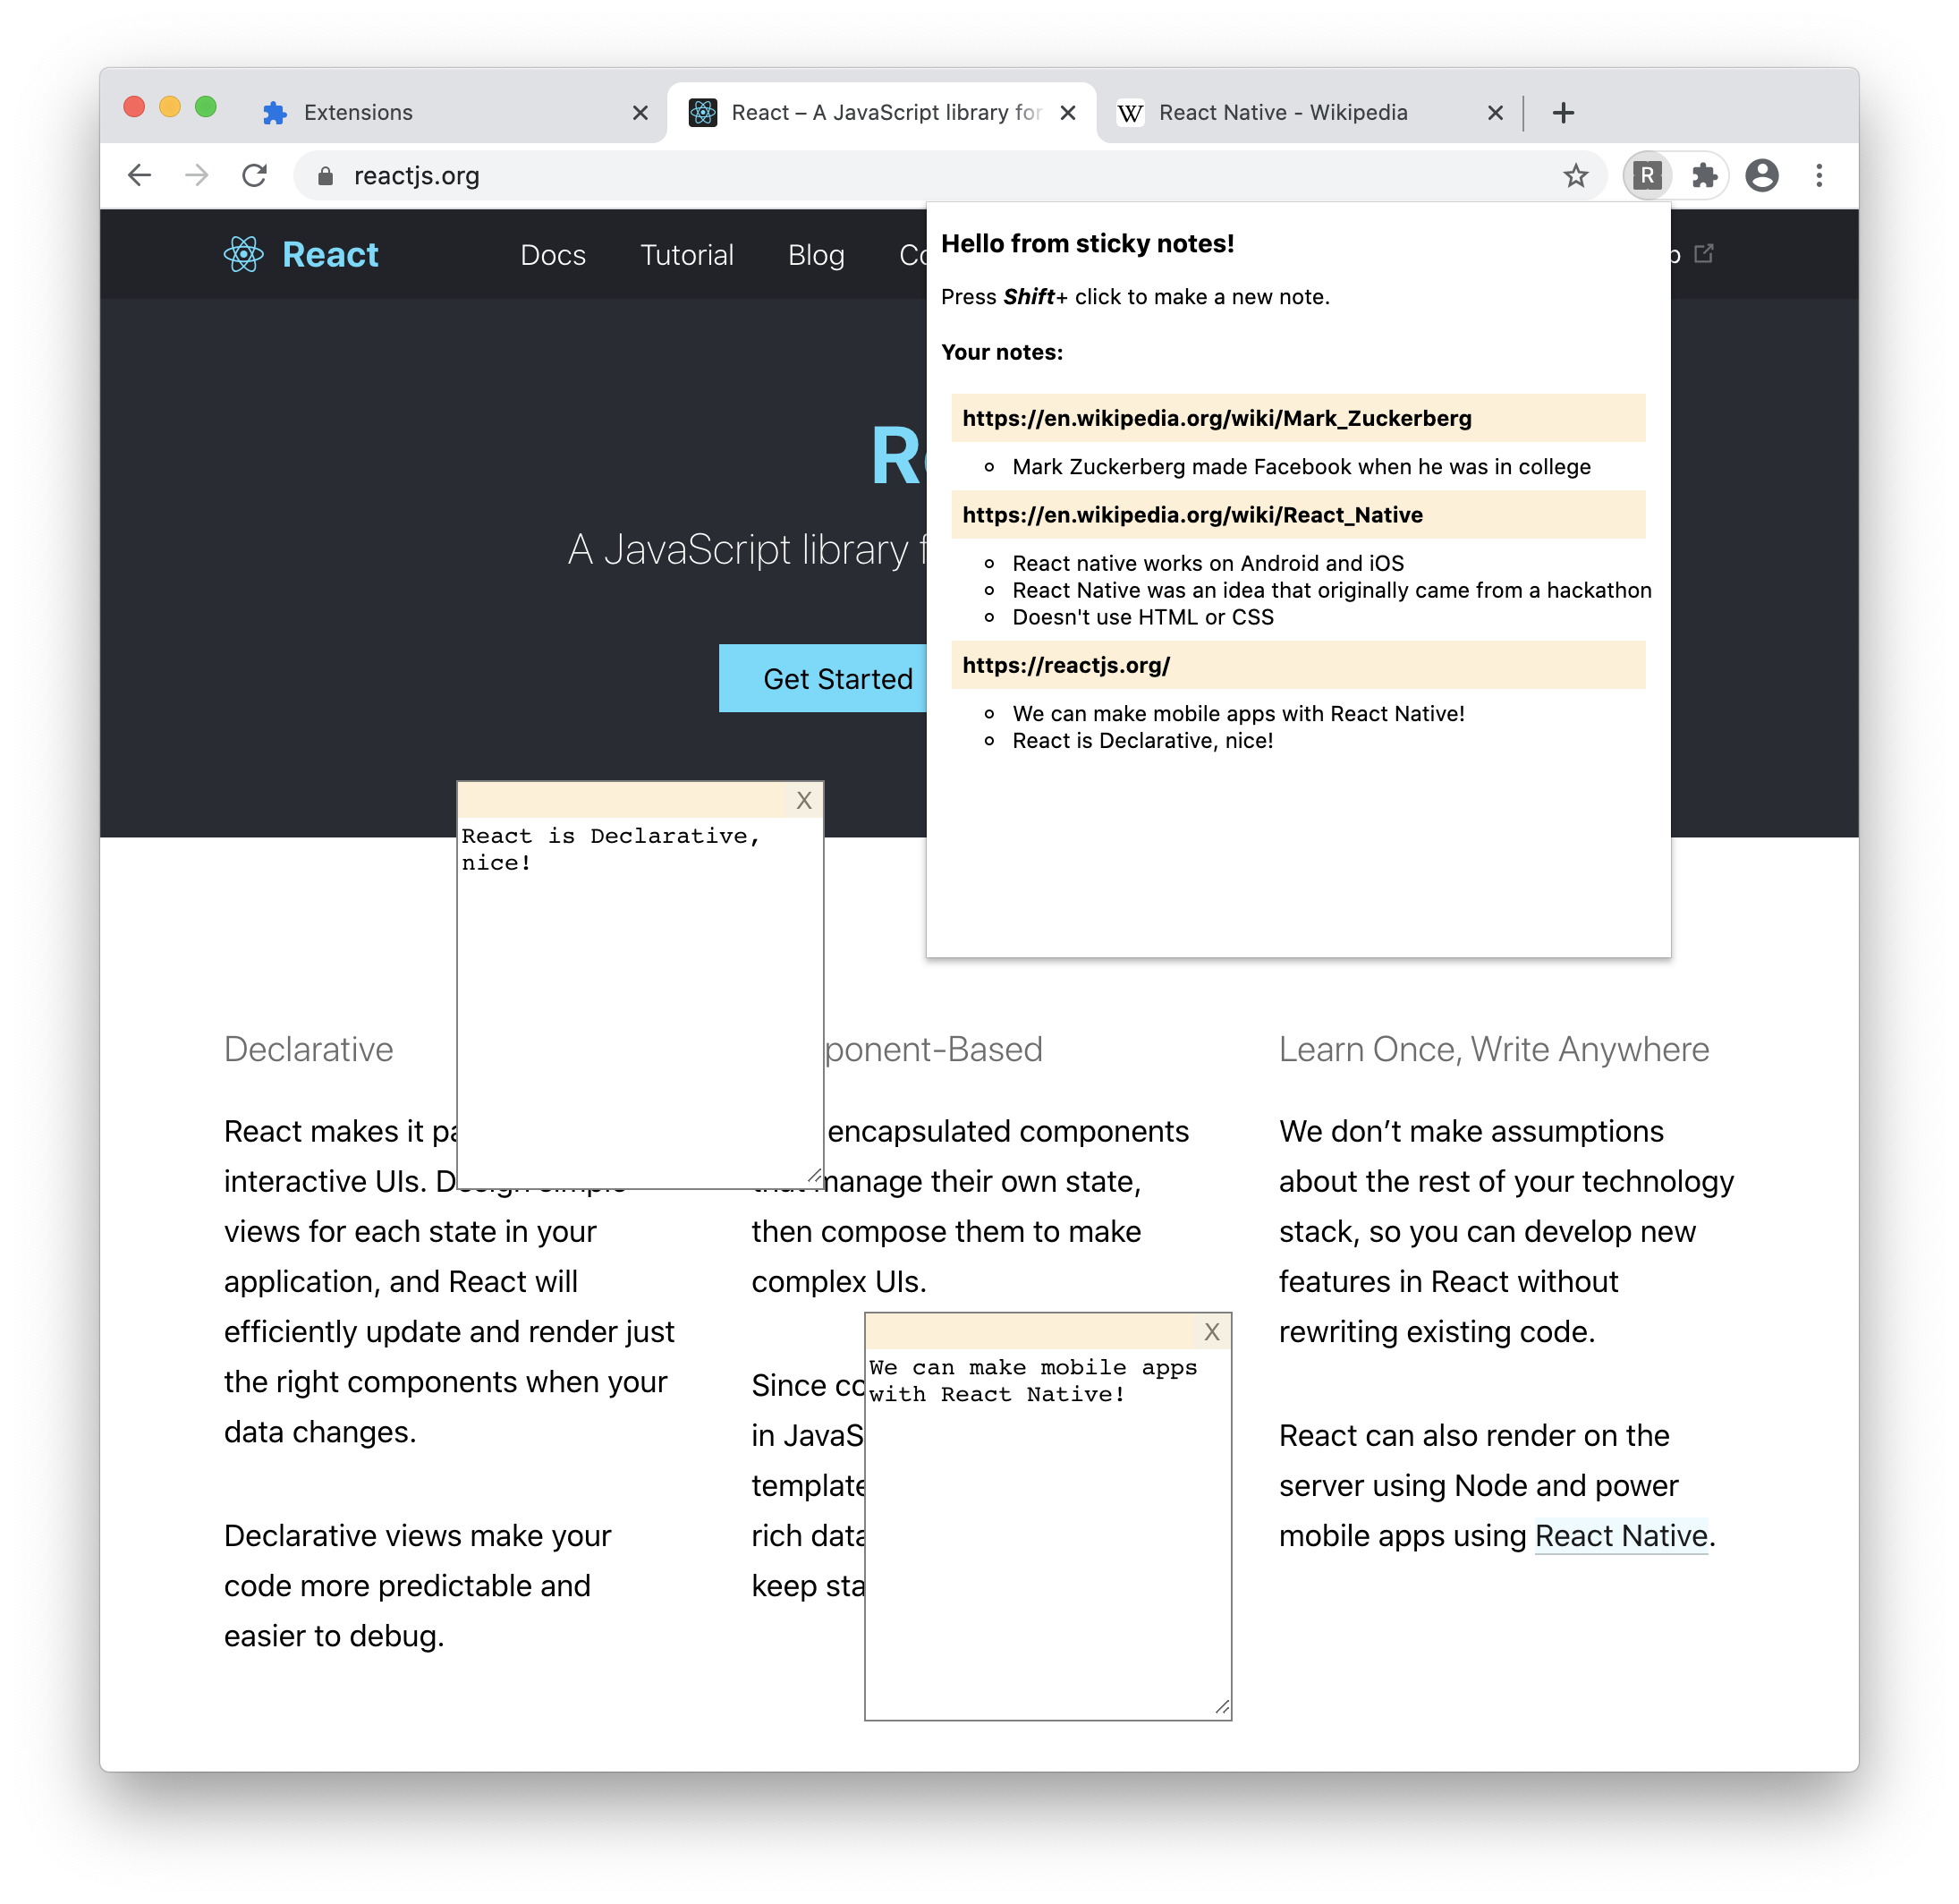 Extensions
React – A JavaScript library for
W React Native - Wikipedia
reactjs.org
R
React
Docs
Tutorial
Blog
Hello from sticky notes!
Press Shift+ click to make a new note.
Your notes:
https://en.wikipedia.org/wiki/Mark_Zuckerberg
Mark Zuckerberg made Facebook when he was in college
https://en.wikipedia.org/wiki/React_Native
React native works on Android and iOS
React Native was an idea that originally came from a hackathon
Doesn't use HTML or CSS
https://reactjs.org/
We can make mobile apps with React Native!
React is Declarative, nice!
A JavaScript library
Get Started
X
React is Declarative,
nice!
Declarative
React makes it
interactive UIs.
views for each state in your
application, and React will
efficiently update and render just
the right components when your
data changes.
Declarative views make your
code more predictable and
easier to debug.
ponent-Based
encapsulated components
that manage their own state,
then compose them to make
complex UIs.
Since
in
rich
keep
X
We can make mobile apps
with React Native!
Learn Once, Write Anywhere
We don’t make assumptions
about the rest of your technology
stack, so you can develop new
features in React without
rewriting existing code.
React can also render on the
server using Node and power
mobile apps using React Native.